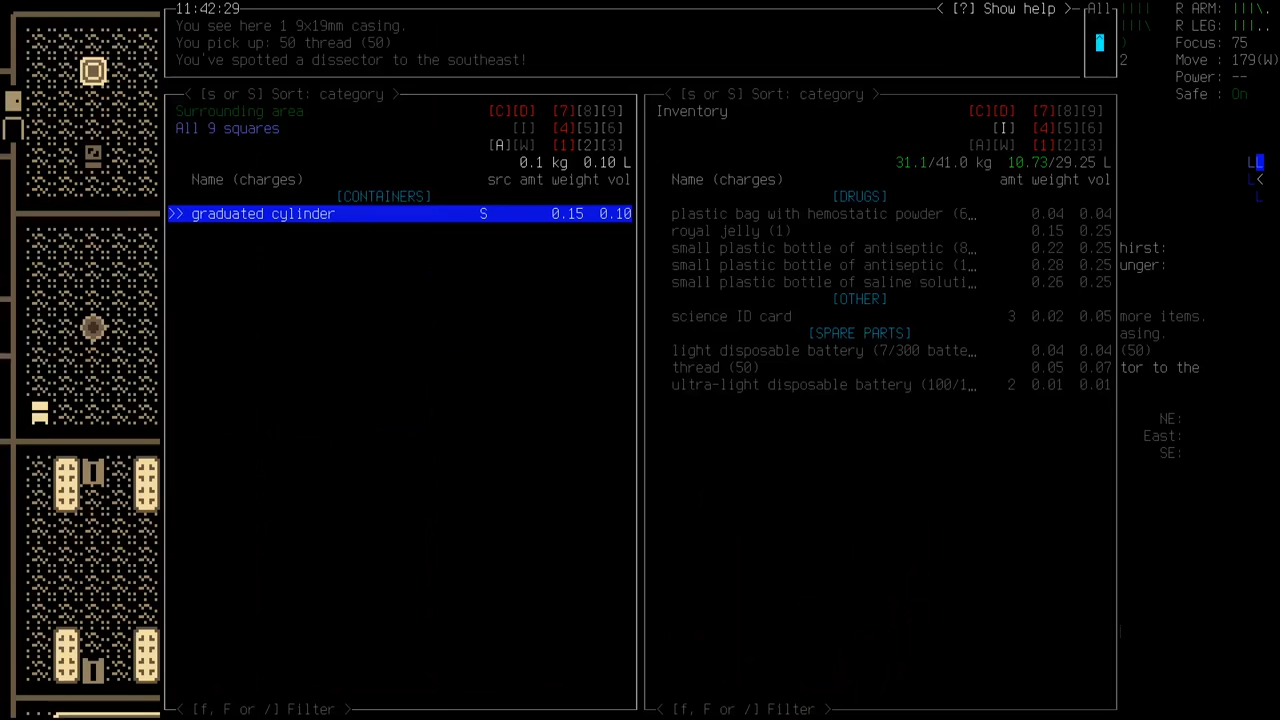 11:42:29
< [?] Show help >
All
You see here 1 9x19mm casing.
You pick up: 50 thread (50)
You've spotted a dissector to the southeast!
R ARM: |||\.
R LEG: |||..
Focus: 75
2 Move : 179(W)
Power: --
Safe : On
< [s or S] Sort: category >
Surrounding area [C][D] [7][8][9]
All 9 squares [I] [4][5][6]
[A][W] [1][2][3]
0.1 kg 0.10 L
Name (charges) src amt weight vol
[CONTAINERS]
>> graduated cylinder S 0.15 0.10
< [f, F or /] Filter >
< [s or S] Sort: category >
Inventory [C][D] [7][8][9]
[I] [4][5][6]
[A][W] [1][2][3]
31.1/41.0 kg 10.73/29.25 L
Name (charges) amt weight vol
[DRUGS]
plastic bag with hemostatic powder (6… 0.04 0.04
royal jelly (1) 0.15 0.25
small plastic bottle of antiseptic (8… 0.22 0.25
small plastic bottle of antiseptic (1… 0.28 0.25
small plastic bottle of saline soluti… 0.26 0.25
[OTHER]
science ID card 3 0.02 0.05
[SPARE PARTS]
light disposable battery (7/300 batte… 0.04 0.04
thread (50) 0.05 0.07
ultra-light disposable battery (100/1… 2 0.01 0.01
< [f, F or /] Filter >
LL
L<
L
hirst:
unger:
more items.
asing.
(50)
tor to the
NE:
East:
SE: